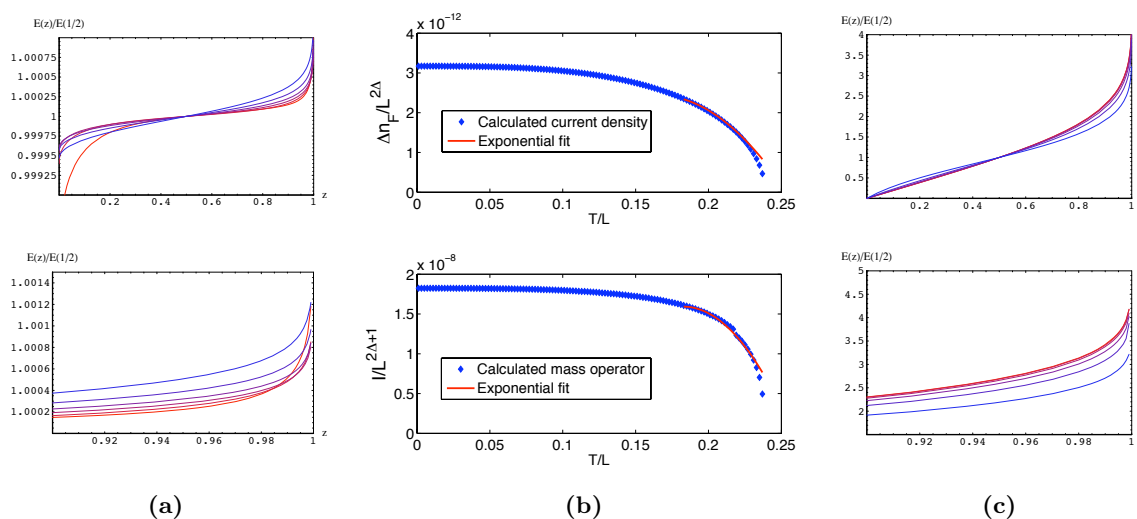 E(z)/E(1/2)
1.00075
1.0005
1.00025
1
0.99975
0.9995
0.99925
0.2 0.4 0.6 0.8 1 z
x 10⁻¹²
4
3
2
1
0
Δn_F/L^{2Δ}
Calculated current density
Exponential fit
0 0.05 0.1 0.15 0.2 0.25
T/L
E(z)/E(1/2)
4
3.5
3
2.5
2
1.5
1
0.5
0.2 0.4 0.6 0.8 1
E(z)/E(1/2)
1.0014
1.0012
1.001
1.0008
1.0006
1.0004
1.0002
0.92 0.94 0.96 0.98 1 z
x 10⁻⁸
2
1.5
1
0.5
0
I/L^{2Δ+1}
Calculated mass operator
Exponential fit
0 0.05 0.1 0.15 0.2 0.25
T/L
E(z)/E(1/2)
5
4.5
4
3.5
3
2.5
2
0.92 0.94 0.96 0.98 1
(a) (b) (c)